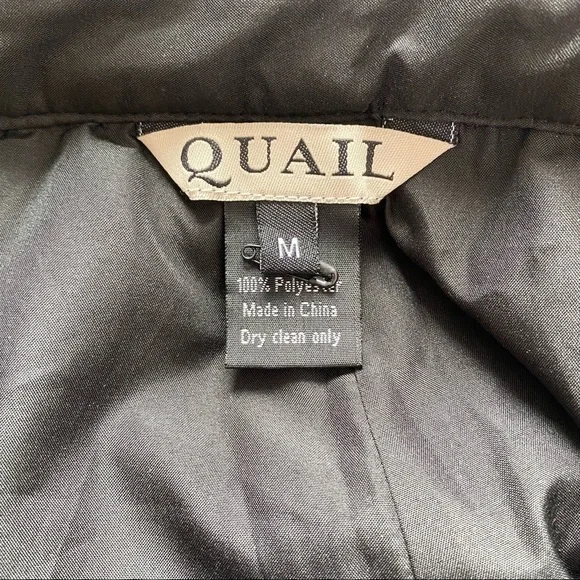 QUAIL
M
100% Polyester
Made in China
Dry clean only